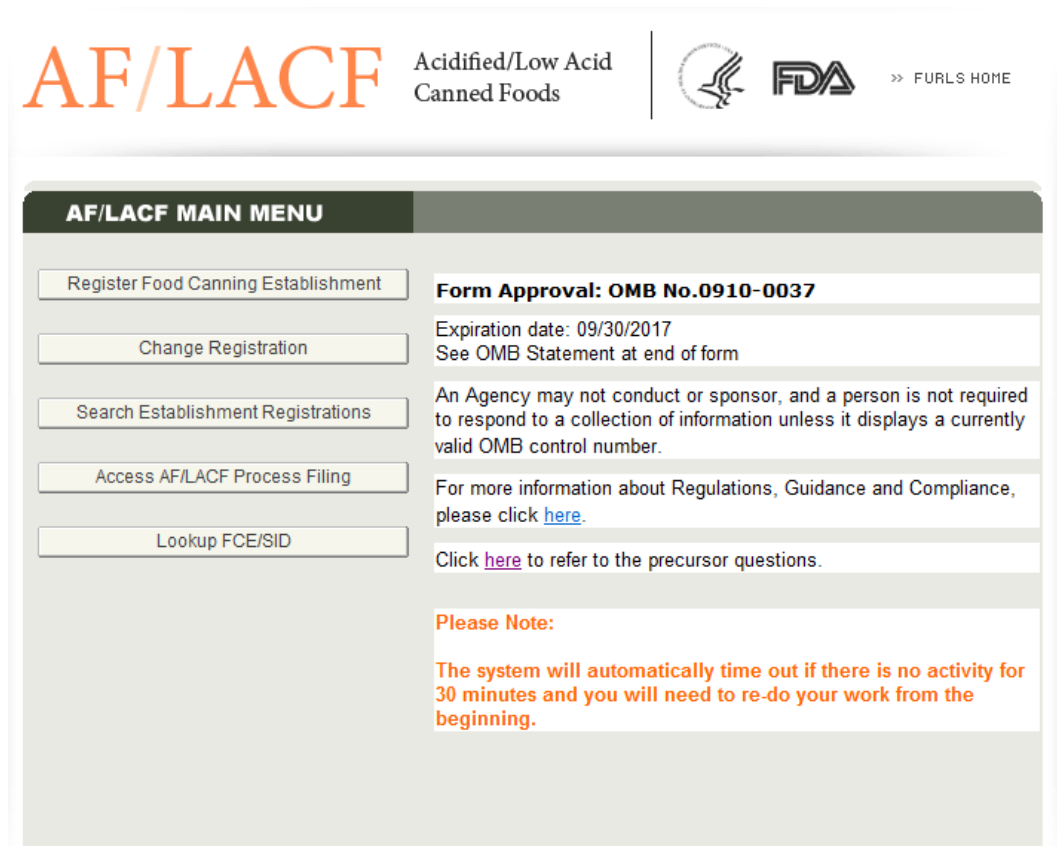 AF/LACF
Acidified/Low Acid
Canned Foods
FDA
>> FURLS HOME
AF/LACF MAIN MENU
Register Food Canning Establishment
Change Registration
Search Establishment Registrations
Access AF/LACF Process Filing
Lookup FCE/SID
Form Approval: OMB No.0910-0037
Expiration date: 09/30/2017
See OMB Statement at end of form
An Agency may not conduct or sponsor, and a person is not required
to respond to a collection of information unless it displays a currently
valid OMB control number.
For more information about Regulations, Guidance and Compliance,
please click here.
Click here to refer to the precursor questions.
Please Note:
The system will automatically time out if there is no activity for
30 minutes and you will need to re-do your work from the
beginning.